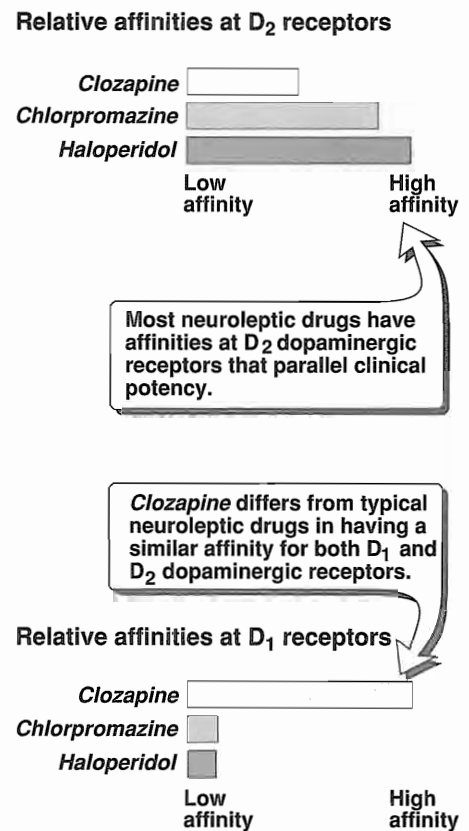 Relative affinities at D2 receptors
Clozapine
Chlorpromazine
Haloperidol
Low High
affinity affinity
Most neuroleptic drugs have
affinities at D2 dopaminergic
receptors that parallel clinical
potency.
Clozapine differs from typical
neuroleptic drugs in having a
similar affinity for both D1 and
D2 dopaminergic receptors.
Relative affinities at D1 receptors
Clozapine
Chlorpromazine
Haloperidol
Low High
affinity affinity